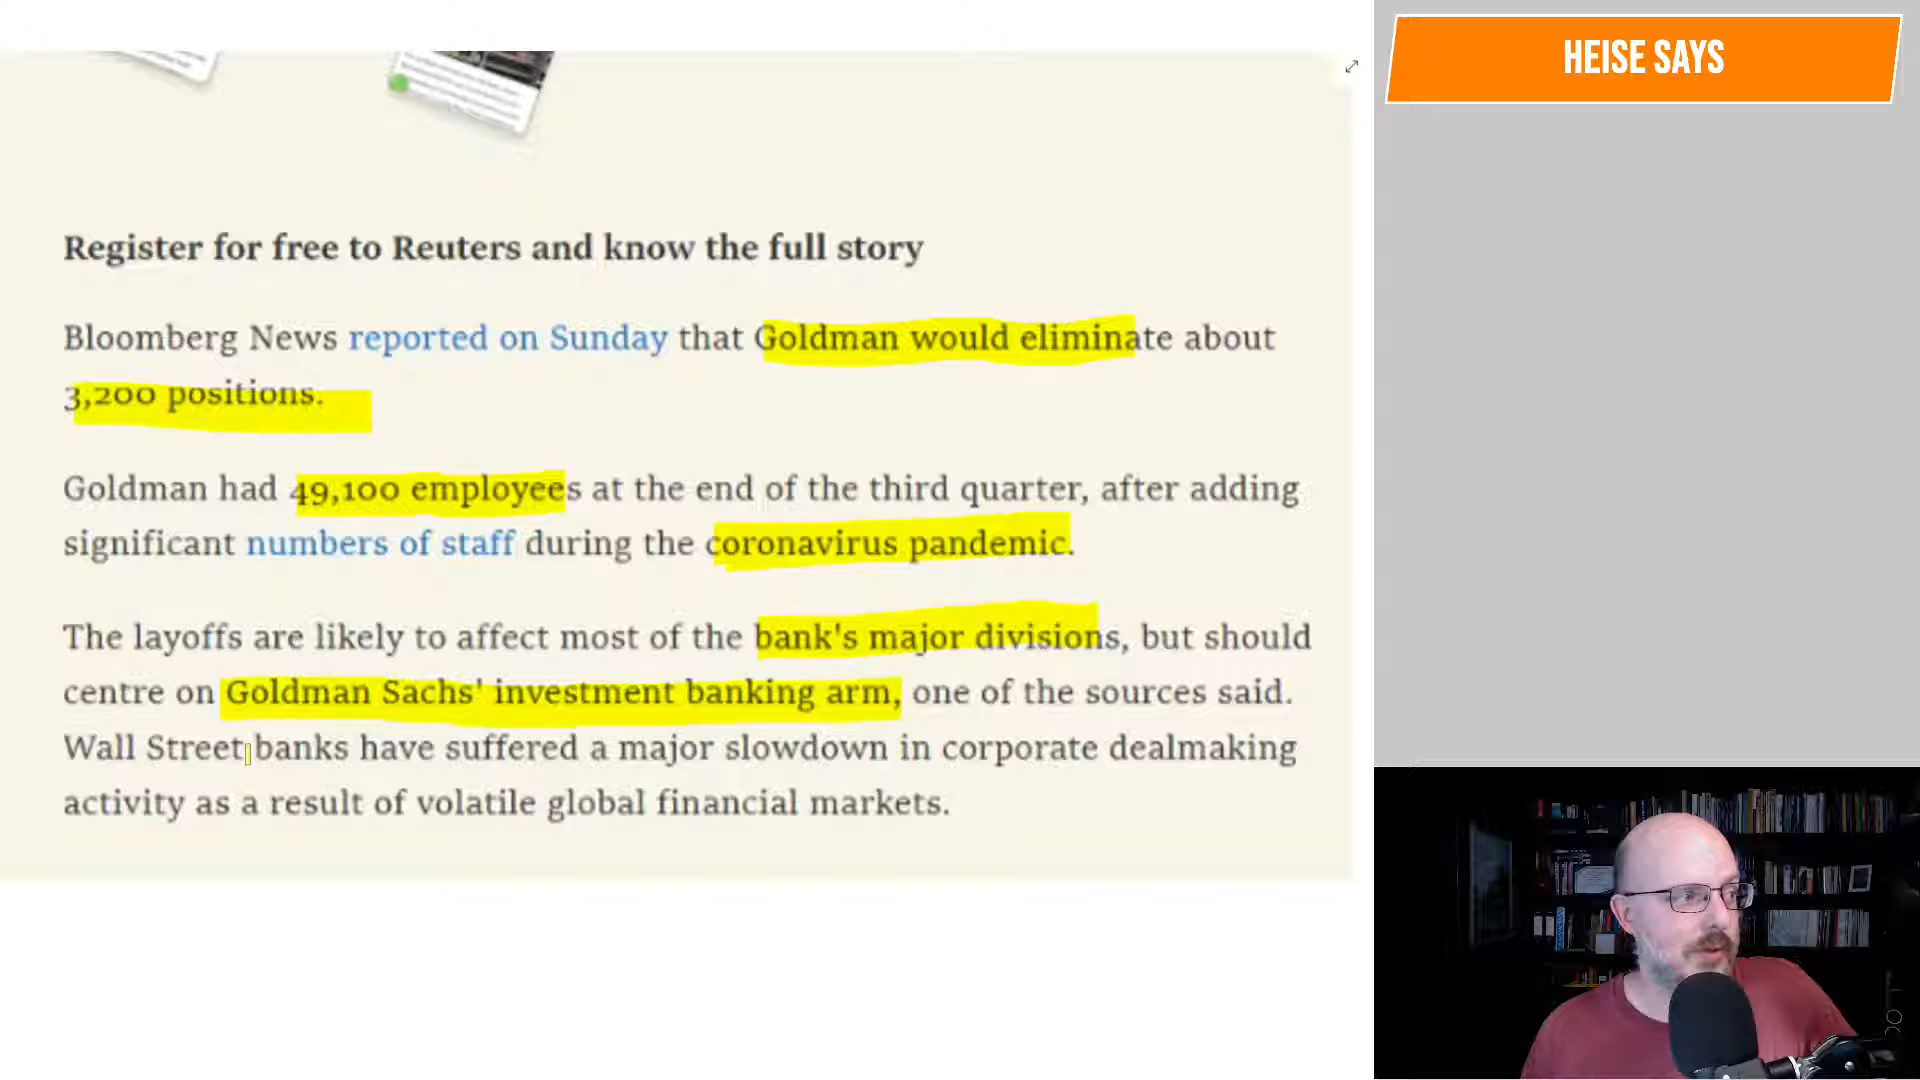 HEISE SAYS
Register for free to Reuters and know the full story
Bloomberg News reported on Sunday that Goldman would eliminate about
3,200 positions.
Goldman had 49,100 employees at the end of the third quarter, after adding
significant numbers of staff during the coronavirus pandemic.
The layoffs are likely to affect most of the bank's major divisions, but should
centre on Goldman Sachs' investment banking arm, one of the sources said.
Wall Street banks have suffered a major slowdown in corporate dealmaking
activity as a result of volatile global financial markets.